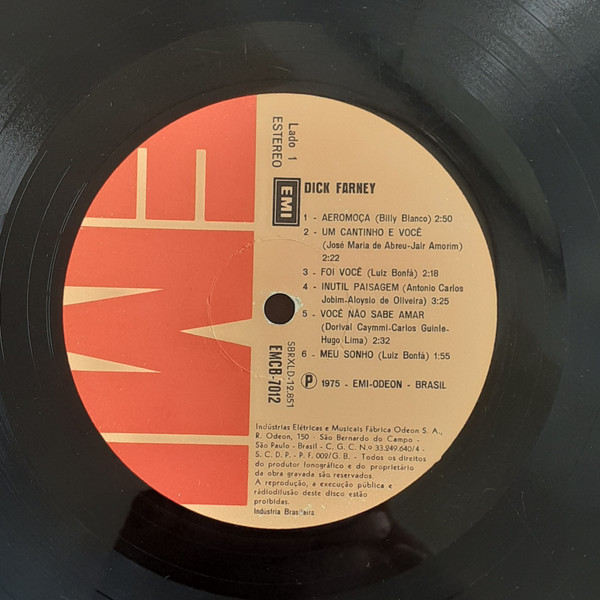 Lado 1
ESTEREO
EMI
DICK FARNEY
1 - AEROMOÇA (Billy Blanco) 2:50
2 - UM CANTINHO E VOCÊ
(José Maria de Abreu-Jair Amorim)
2:22
3 - FOI VOCÊ (Luiz Bonfá) 2:18
4 - INUTIL PAISAGEM (Antonio Carlos
Jobim-Aloysio de Oliveira) 3:25
5 - VOCÊ NÃO SABE AMAR
(Dorival Caymmi-Carlos Guinle-
Hugo Lima) 2:32
6 - MEU SONHO (Luiz Bonfá) 1:55
SBRXLD-12.851
EMCB-7012
Ⓟ 1975 - EMI-ODEON - BRASIL
Indústrias Elétricas e Musicais Fábrica Odeon S. A.,
R. Odeon, 150 - São Bernardo do Campo -
São Paulo - Brasil - C. G. C. N.º 33.249.640/4 -
S. C. D. P. - P. F. 002/G. B. - Todos os direitos
do produtor fonográfico e do proprietário
da obra gravada são reservados.
A reprodução, a execução pública e
rádiodifusão deste disco estão
proibidas.
Indústria Brasileira
EMI